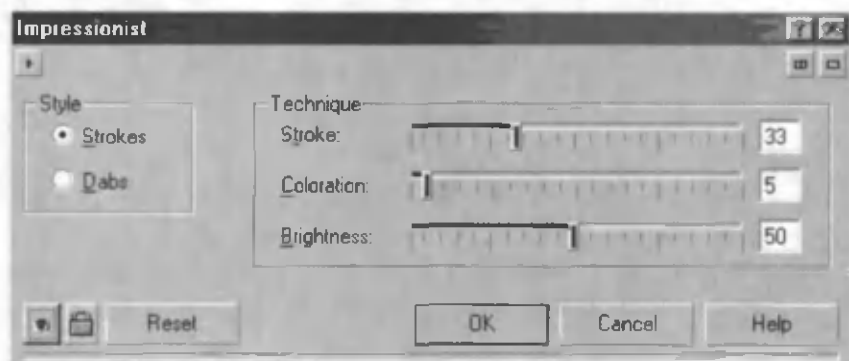 Impressionist
Style
Strokes
Dabs
Technique
Stroke: 33
Coloration: 5
Brightness: 50
Reset OK Cancel Help